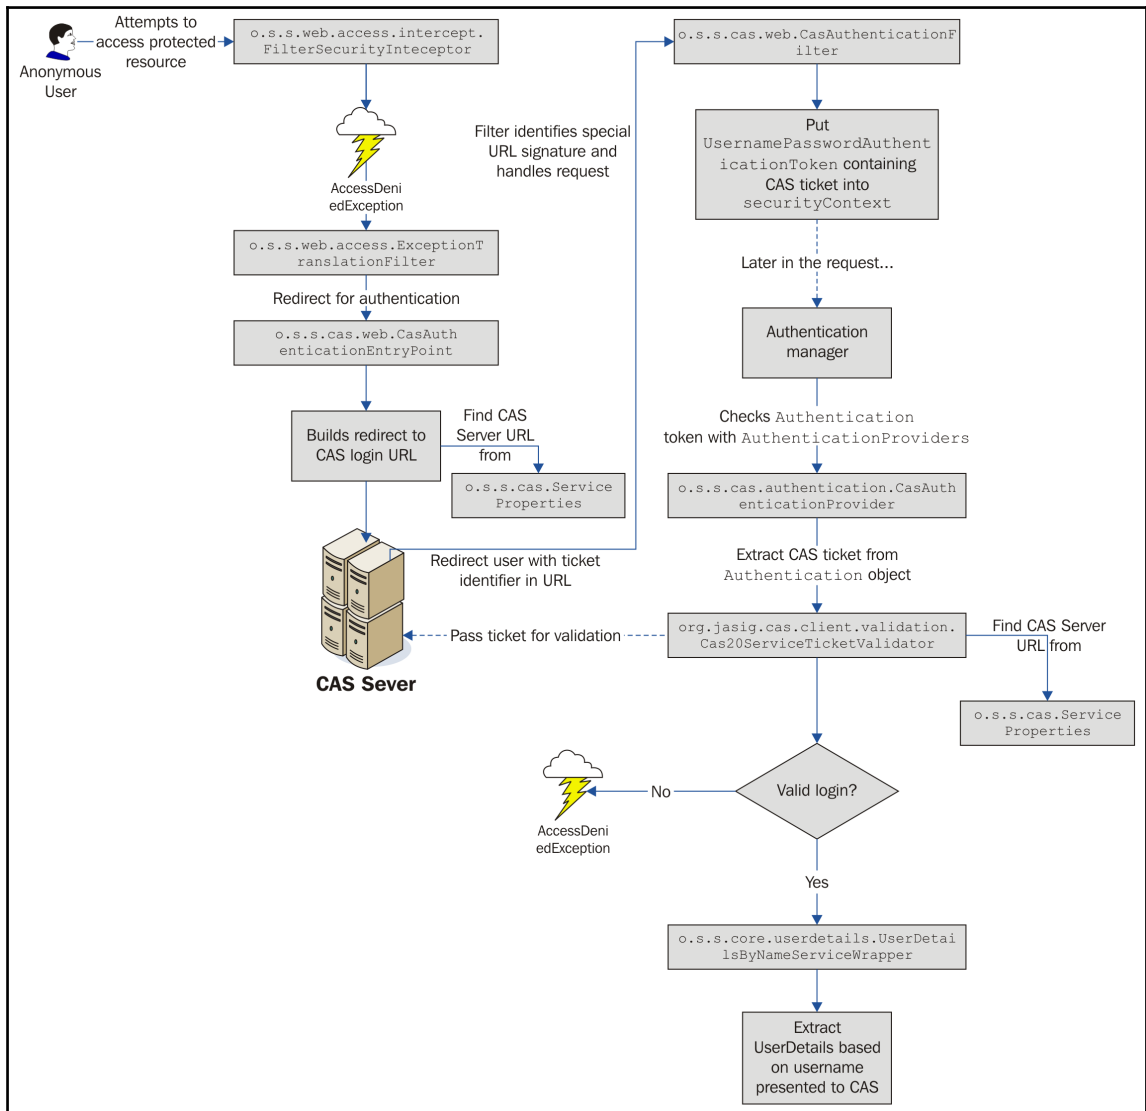 Attempts to
access protected
resource
Anonymous
User
o.s.s.web.access.intercept.
FilterSecurityInteceptor
AccessDeni
edException
o.s.s.web.access.ExceptionT
ranslationFilter
Redirect for authentication
o.s.s.cas.web.CasAuth
enticationEntryPoint
Builds redirect to
CAS login URL
Find CAS
Server URL
from
o.s.s.cas.Service
Properties
CAS Sever
Redirect user with ticket
identifier in URL
Filter identifies special
URL signature and
handles request
o.s.s.cas.web.CasAuthenticationF
ilter
Put
UsernamePasswordAuthent
icationToken containing
CAS ticket into
securityContext
Later in the request...
Authentication
manager
Checks Authentication
token with AuthenticationProviders
o.s.s.cas.authentication.CasAuth
enticationProvider
Extract CAS ticket from
Authentication object
org.jasig.cas.client.validation.
Cas20ServiceTicketValidator
Pass ticket for validation
Find CAS Server
URL from
o.s.s.cas.Service
Properties
Valid login?
No
AccessDeni
edException
Yes
o.s.s.core.userdetails.UserDetai
lsByNameServiceWrapper
Extract
UserDetails based
on username
presented to CAS